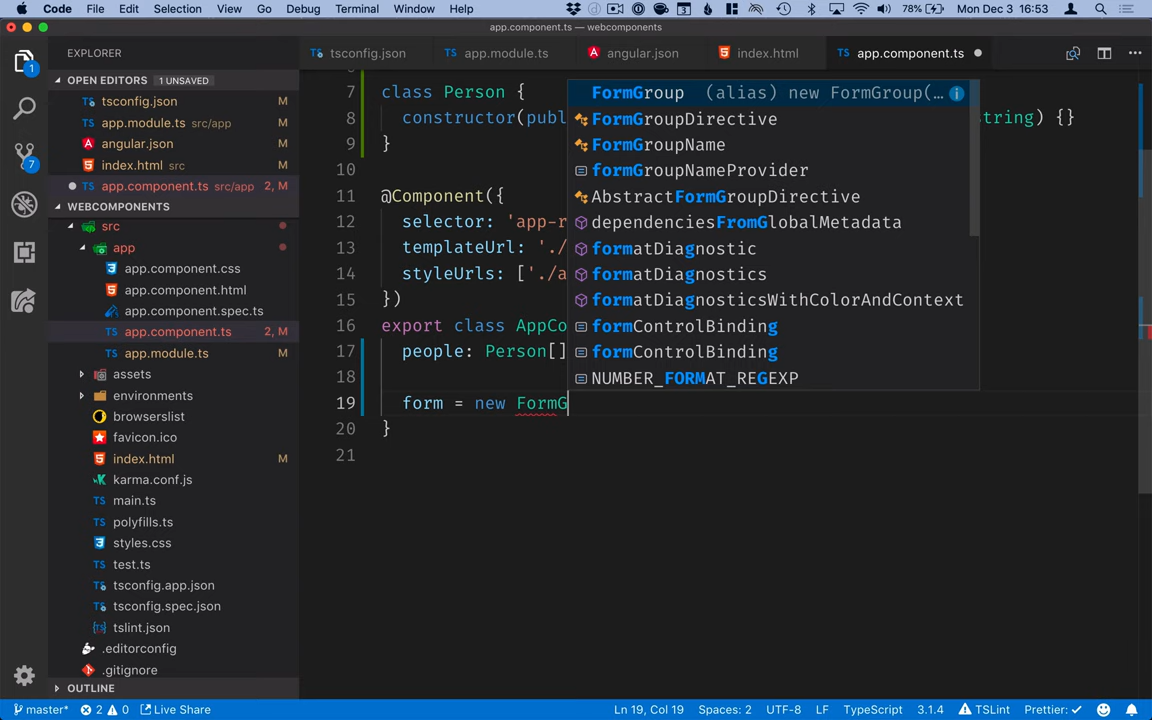 Code File Edit Selection View Go Debug Terminal Window Help 78% Mon Dec 3 16:53
app.component.ts — webcomponents
EXPLORER
tsconfig.json app.module.ts angular.json index.html app.component.ts
OPEN EDITORS 1 UNSAVED
tsconfig.json M
app.module.ts src/app M
angular.json M
index.html src M
app.component.ts src/app 2, M
WEBCOMPONENTS
src
app
app.component.css
app.component.html
app.component.spec.ts
app.component.ts 2, M
app.module.ts M
assets
environments
browserslist
favicon.ico
index.html M
karma.conf.js
main.ts
polyfills.ts
styles.css
test.ts
tsconfig.app.json
tsconfig.spec.json
tslint.json
.editorconfig
.gitignore
OUTLINE
1
7
7 class Person {
8 constructor(publ tring) {}
9 }
10
11 @Component({
12 selector: 'app-r
13 templateUrl: './
14 styleUrls: ['./a
15 })
16 export class AppCo
17 people: Person[]
18
19 form = new FormG
20 }
21
FormGroup (alias) new FormGroup(…
FormGroupDirective
FormGroupName
formGroupNameProvider
AbstractFormGroupDirective
dependenciesFromGlobalMetadata
formatDiagnostic
formatDiagnostics
formatDiagnosticsWithColorAndContext
formControlBinding
formControlBinding
NUMBER_FORMAT_REGEXP
master* 2 0 Live Share Ln 19, Col 19 Spaces: 2 UTF-8 LF TypeScript 3.1.4 TSLint Prettier: ✓